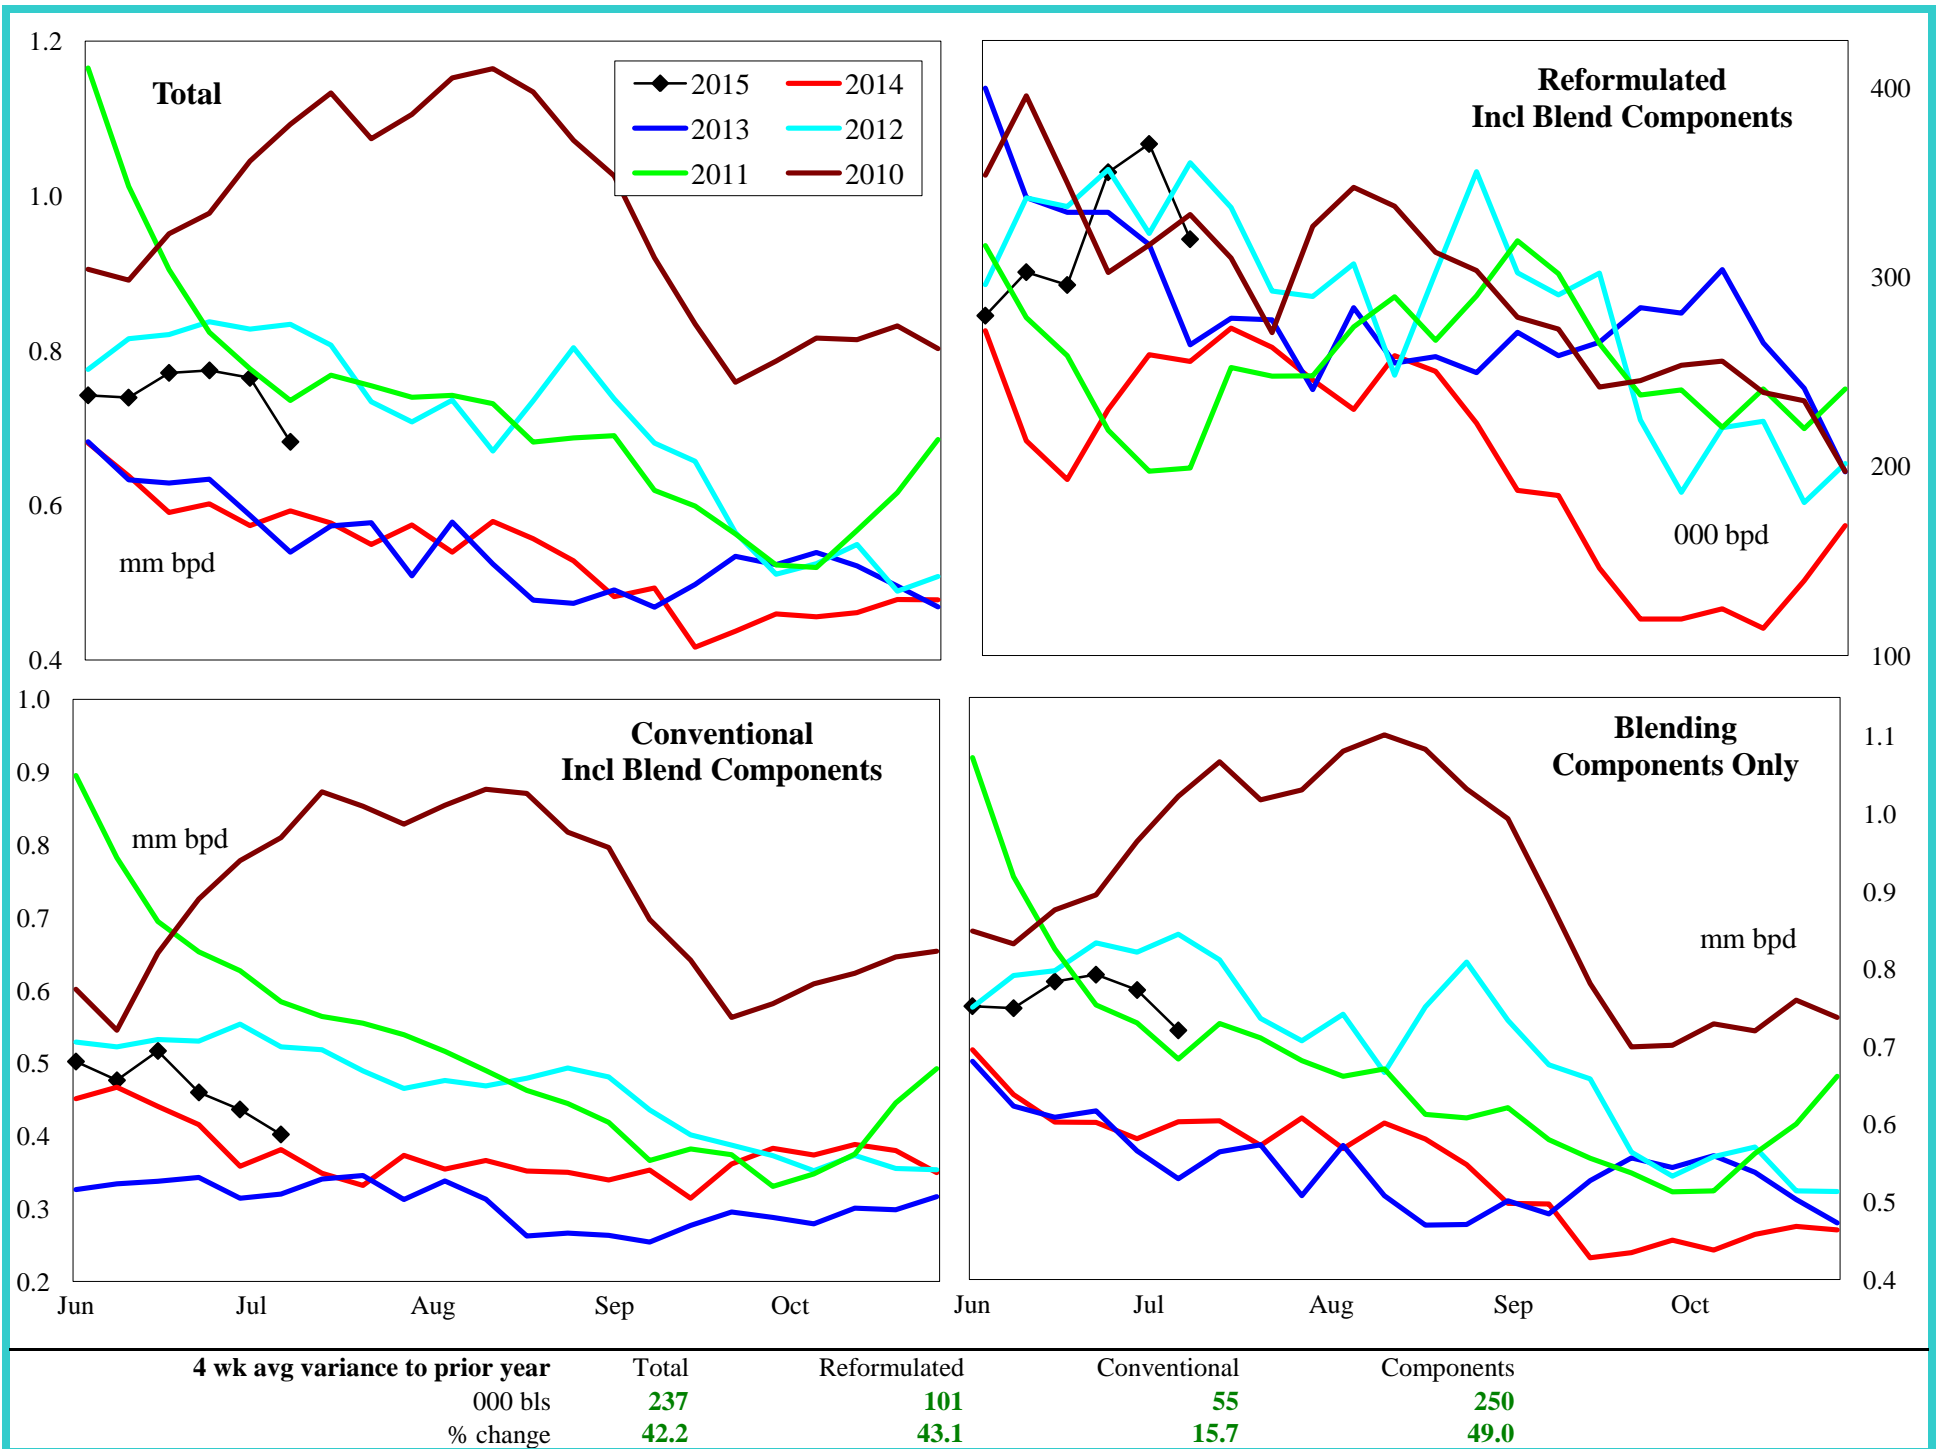 Total
1.2
1.0
0.8
0.6
0.4
mm bpd
2015
2014
2013
2012
2011
2010
Reformulated
Incl Blend Components
400
300
200
100
000 bpd
Conventional
Incl Blend Components
1.0
0.9
0.8
0.7
0.6
0.5
0.4
0.3
0.2
mm bpd
Jun Jul Aug Sep Oct
Blending
Components Only
1.1
1.0
0.9
0.8
0.7
0.6
0.5
0.4
mm bpd
Jun Jul Aug Sep Oct
4 wk avg variance to prior year Total Reformulated Conventional Components
000 bls 237 101 55 250
% change 42.2 43.1 15.7 49.0